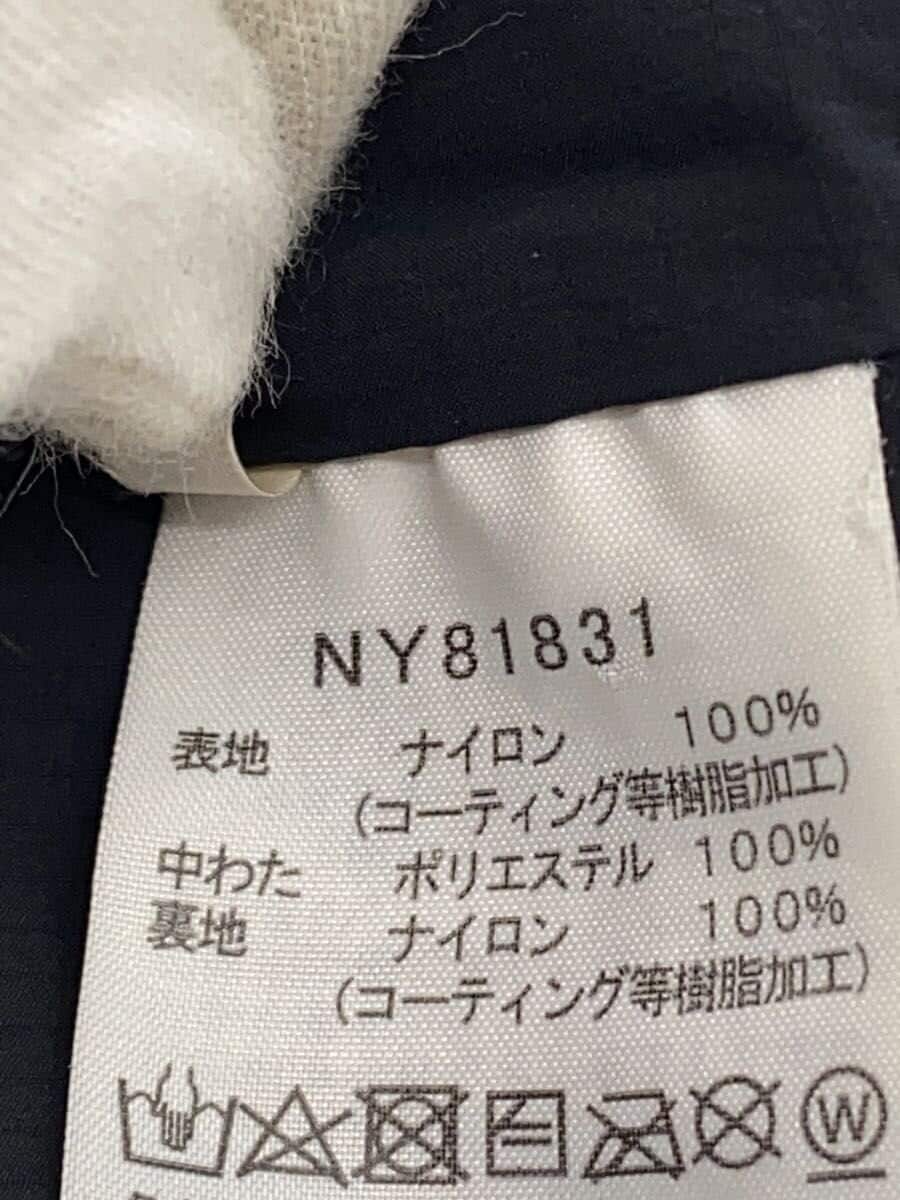 NY81831
表地 ナイロン 100%
(コーティング等樹脂加工)
中わた ポリエステル 100%
裏地 ナイロン 100%
(コーティング等樹脂加工)
W